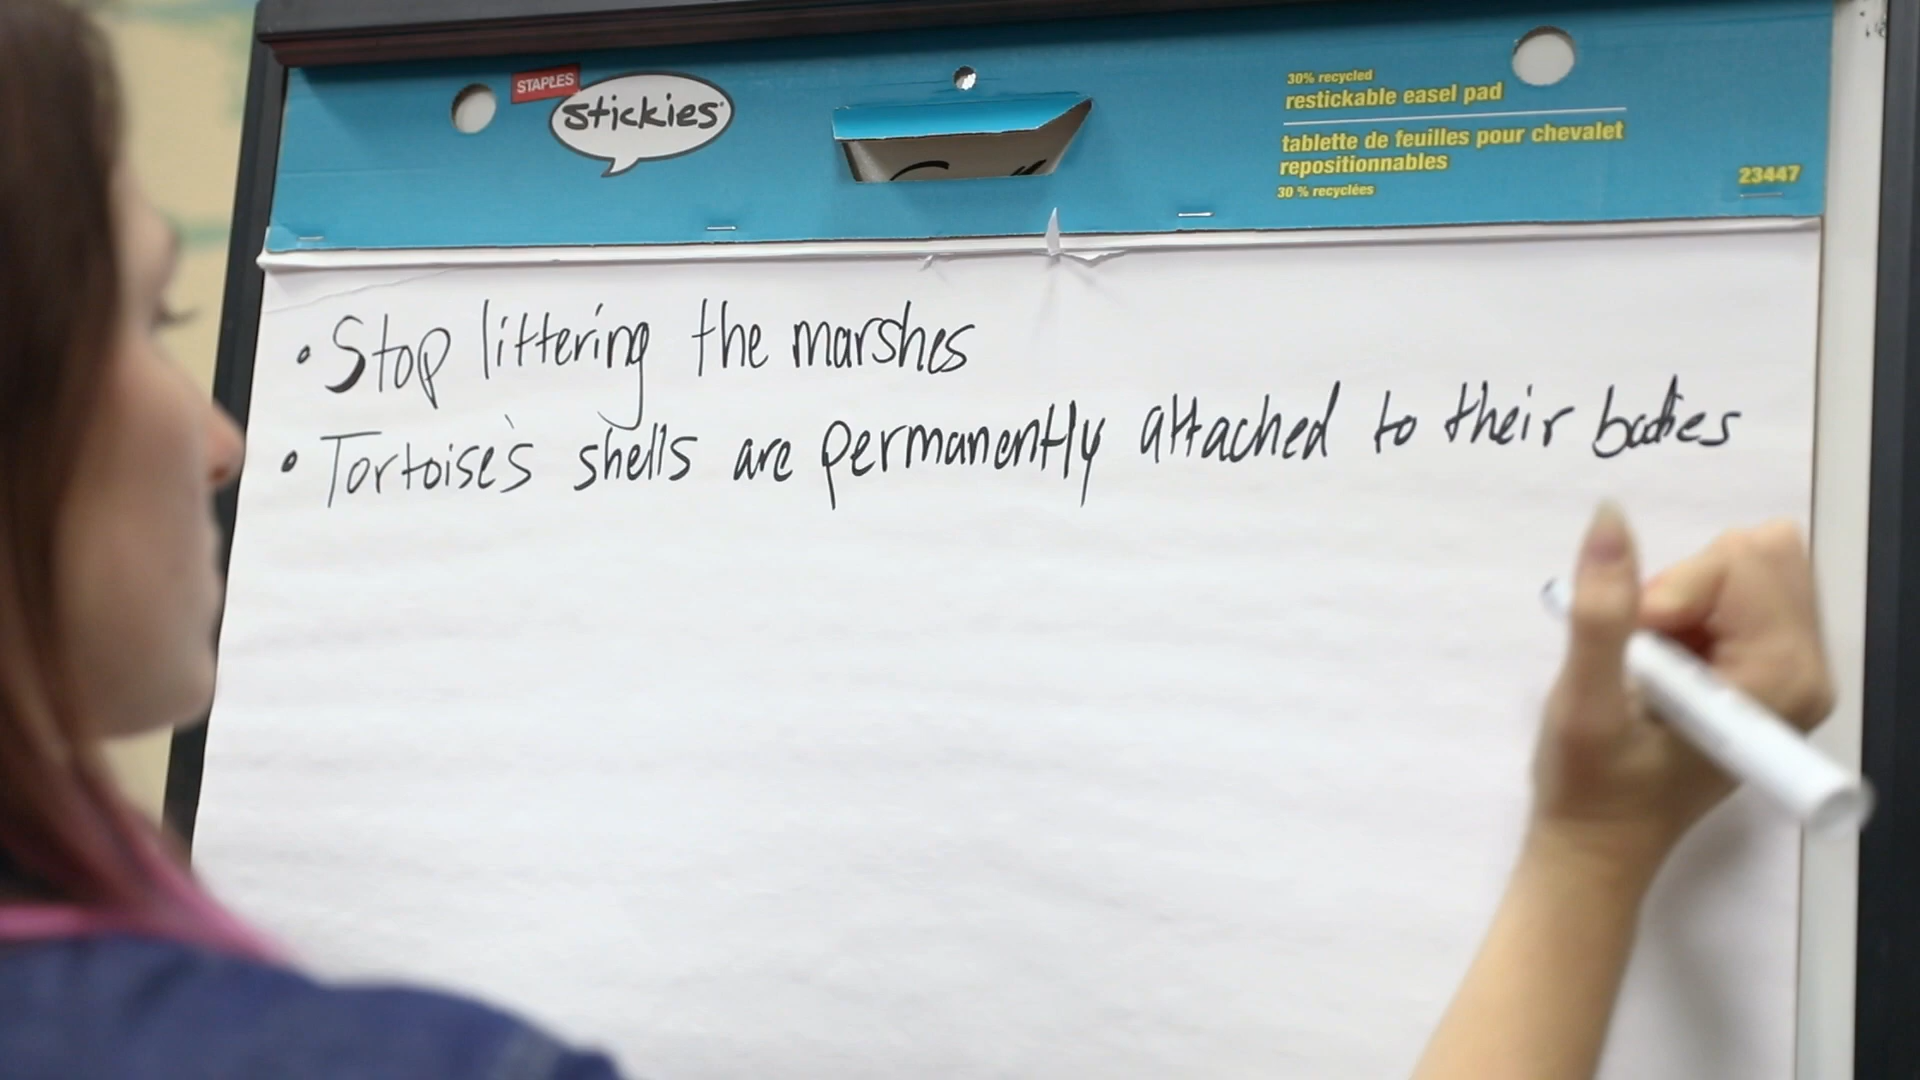 STAPLES
stickies
30% recycled
restickable easel pad
tablette de feuilles pour chevalet
repositionnables
30 % recyclées
23447
• Stop littering the marshes
• Tortoise's shells are permanently attached to their bodies